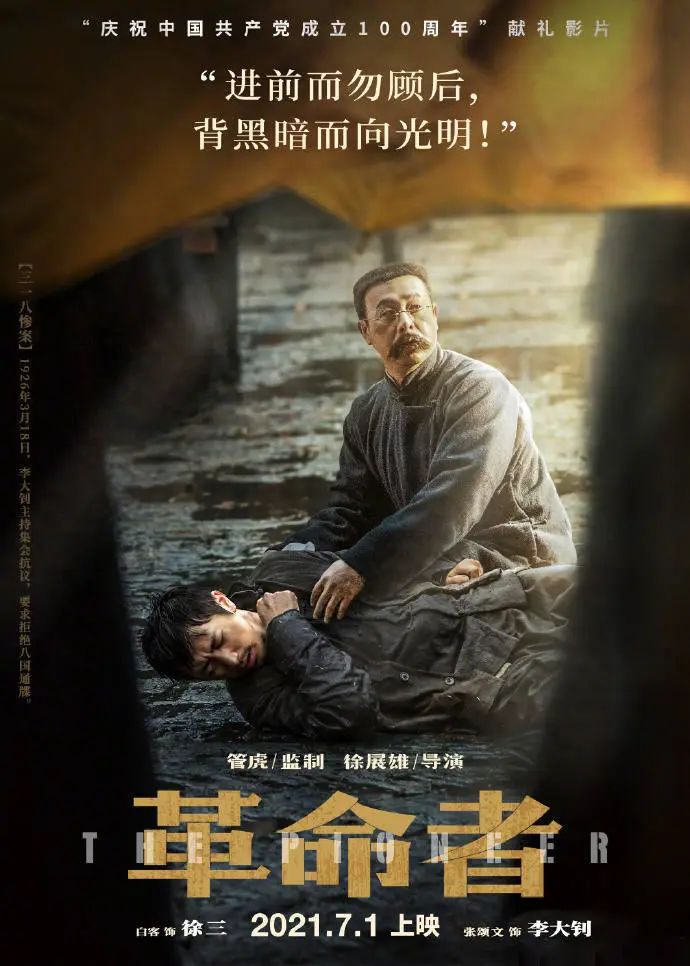 “庆祝中国共产党成立100周年”献礼影片
“进前而勿顾后，
背黑暗而向光明！”
【三一八惨案】1926年3月18日，李大钊主持集会抗议，要求拒绝八国通牒。
管虎/监制 徐展雄/导演
革命者
THE PIONEER
白客 饰 徐三 2021.7.1 上映 张颂文 饰 李大钊